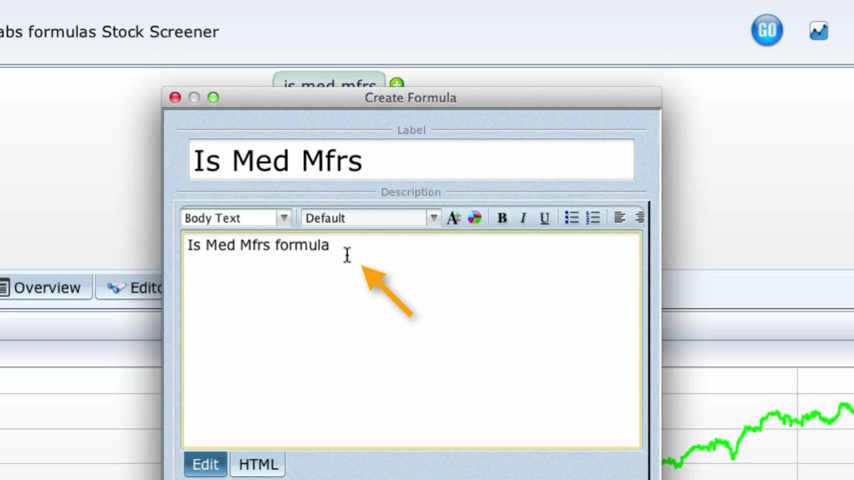 abs formulas Stock Screener
GO
is med mfrs
Create Formula
Label
Is Med Mfrs
Description
Body Text
Default
A
B I U
Is Med Mfrs formula
Overview
Edit
HTML